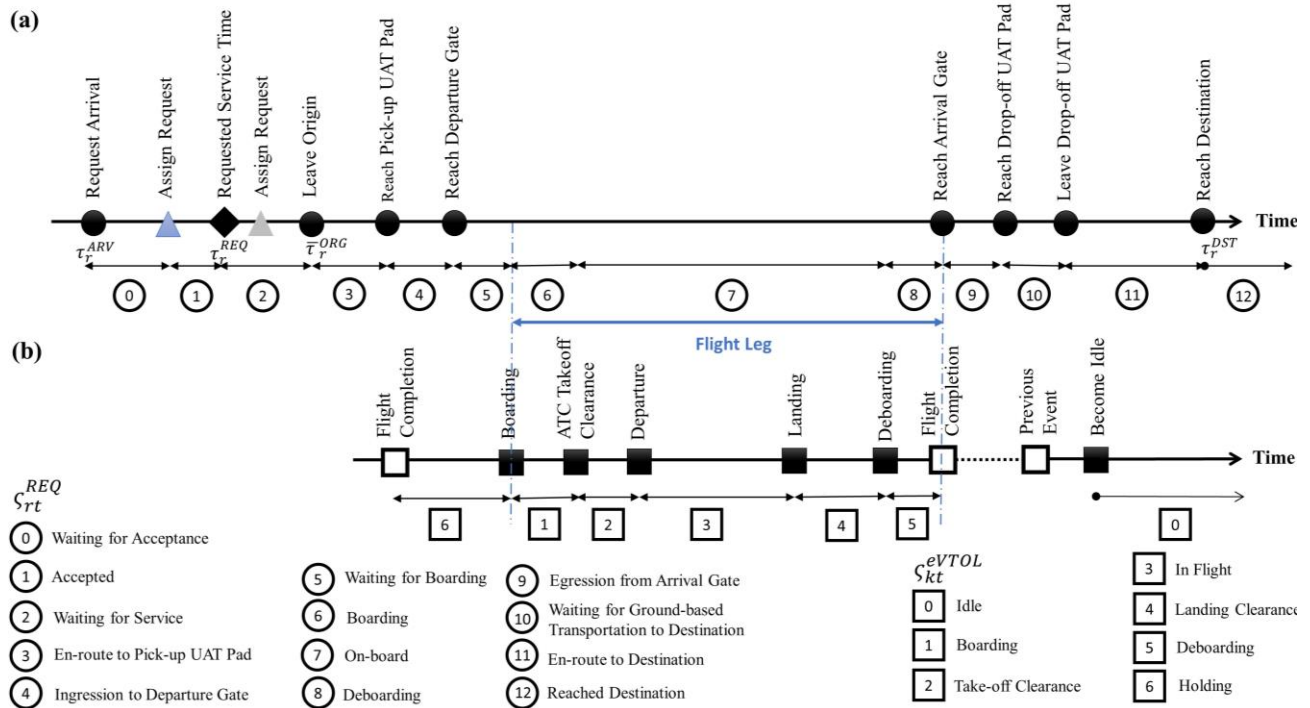 (a)
Request Arrival
Assign Request
Requested Service Time
Assign Request
Leave Origin
Reach Pick-up UAT Pad
Reach Departure Gate
Reach Arrival Gate
Reach Drop-off UAT Pad
Leave Drop-off UAT Pad
Reach Destination
Time
τ_r^{ARV}
τ_r^{REQ}
τ̅_r^{ORG}
τ_r^{DST}
0
1
2
3
4
5
6
7
8
9
10
11
12
Flight Leg
(b)
Flight
Completion
Boarding
ATC Takeoff
Clearance
Departure
Landing
Deboarding
Flight
Completion
Previous
Event
Become Idle
Time
6
1
2
3
4
5
0
ς_{rt}^{REQ}
0 Waiting for Acceptance
1 Accepted
2 Waiting for Service
3 En-route to Pick-up UAT Pad
4 Ingression to Departure Gate
5 Waiting for Boarding
6 Boarding
7 On-board
8 Deboarding
9 Egression from Arrival Gate
10 Waiting for Ground-based
Transportation to Destination
11 En-route to Destination
12 Reached Destination
ς_{kt}^{eVTOL}
0 Idle
1 Boarding
2 Take-off Clearance
3 In Flight
4 Landing Clearance
5 Deboarding
6 Holding